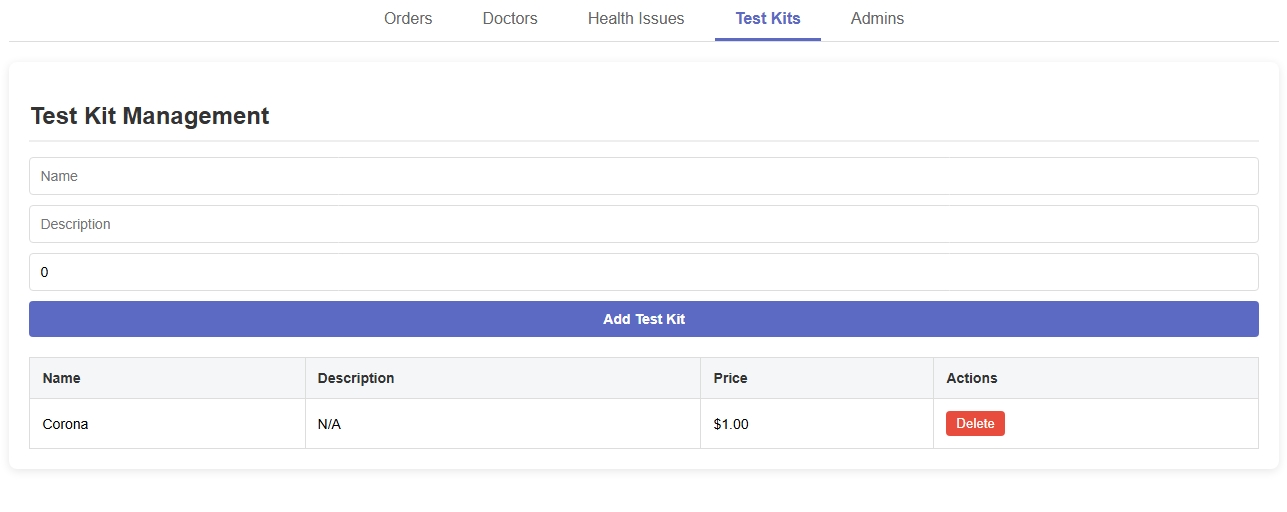 Orders Doctors Health Issues Test Kits Admins
Test Kit Management
Name
Description
0
Add Test Kit
Name Description Price Actions
Corona N/A $1.00 Delete